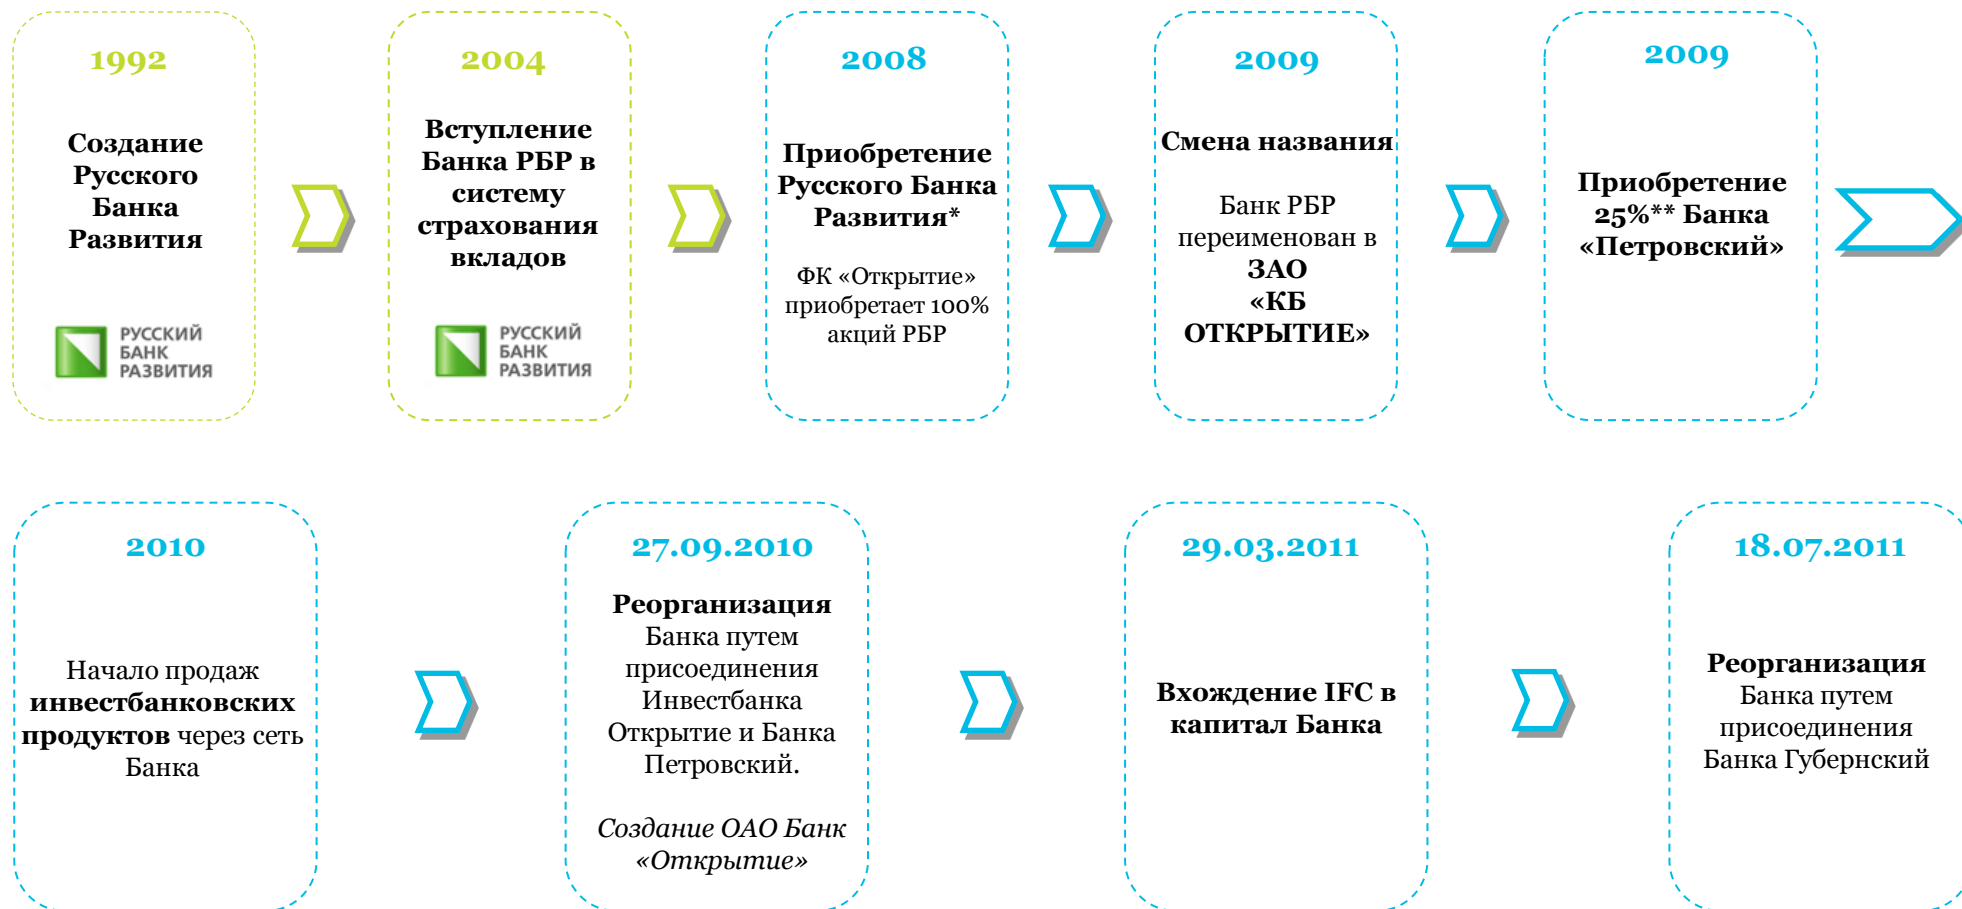 1992
Создание
Русского
Банка
Развития
РУССКИЙ
БАНК
РАЗВИТИЯ
2004
Вступление
Банка РБР в
систему
страхования
вкладов
РУССКИЙ
БАНК
РАЗВИТИЯ
2008
Приобретение
Русского Банка
Развития*
ФК «Открытие»
приобретает 100%
акций РБР
2009
Смена названия
Банк РБР
переименован в
ЗАО
«КБ
ОТКРЫТИЕ»
2009
Приобретение
25%** Банка
«Петровский»
2010
Начало продаж
инвестбанковских
продуктов через сеть
Банка
27.09.2010
Реорганизация
Банка путем
присоединения
Инвестбанка
Открытие и Банка
Петровский.
Создание ОАО Банк
«Открытие»
29.03.2011
Вхождение IFC в
капитал Банка
18.07.2011
Реорганизация
Банка путем
присоединения
Банка Губернский